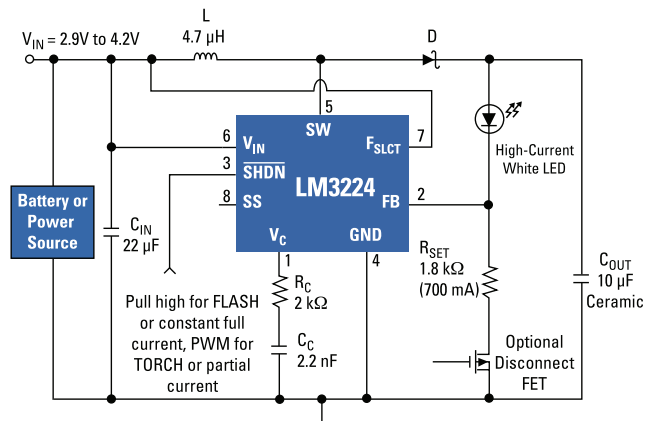 L
4.7 µH
V_IN = 2.9V to 4.2V
D
5
SW
6
V_IN
F_SLCT
7
3
SHDN
LM3224
8
SS
FB
2
V_C
GND
1
4
High-Current
White LED
Battery or
Power
Source
C_IN
22 µF
R_SET
1.8 kΩ
(700 mA)
C_OUT
10 µF
Ceramic
R_C
2 kΩ
Pull high for FLASH
or constant full
current, PWM for
TORCH or partial
current
C_C
2.2 nF
Optional
Disconnect
FET